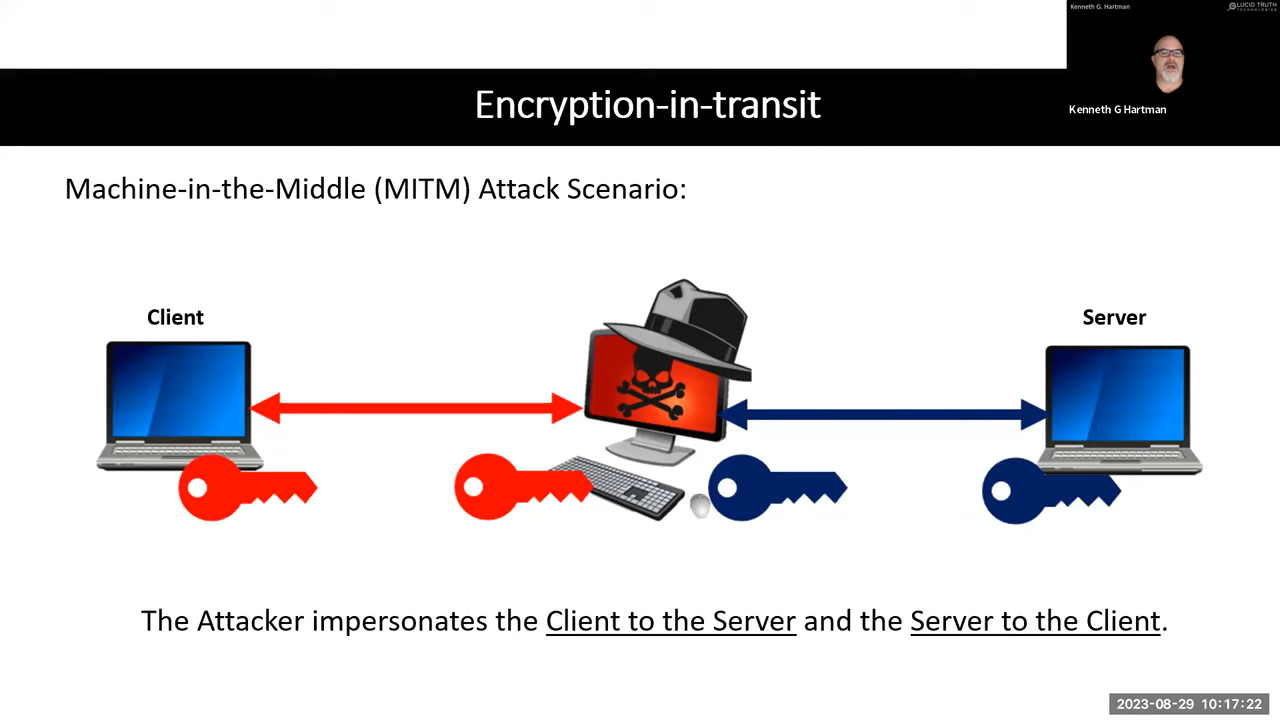 Kenneth G. Hartman
LUCID TRUTH
TECHNOLOGIES
Kenneth G Hartman
Encryption-in-transit
Machine-in-the-Middle (MITM) Attack Scenario:
Client
Server
The Attacker impersonates the Client to the Server and the Server to the Client.
2023-08-29 10:17:22